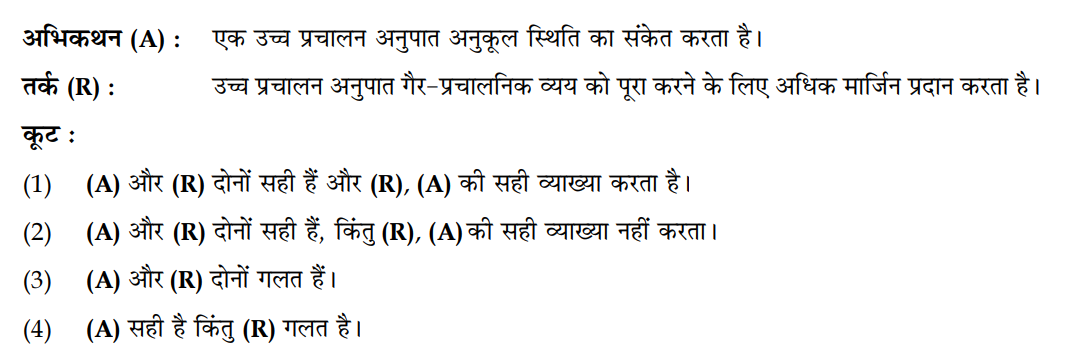 अभिकथन (A) : एक उच्च प्रचालन अनुपात अनुकूल स्थिति का संकेत करता है।
तर्क (R) : उच्च प्रचालन अनुपात गैर-प्रचालनिक व्यय को पूरा करने के लिए अधिक मार्जिन प्रदान करता है।
कूट :
(1) (A) और (R) दोनों सही हैं और (R), (A) की सही व्याख्या करता है।
(2) (A) और (R) दोनों सही हैं, किंतु (R), (A) की सही व्याख्या नहीं करता।
(3) (A) और (R) दोनों गलत हैं।
(4) (A) सही है किंतु (R) गलत है।